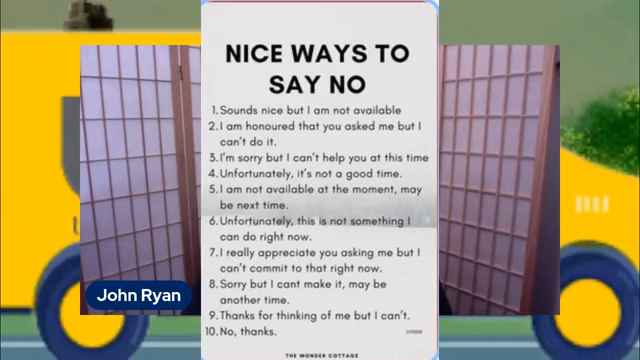 NICE WAYS TO
SAY NO
1. Sounds nice but I am not available
2. I am honoured that you asked me but I
can't do it.
3. I'm sorry but I can't help you at this time
4. Unfortunately, it's not a good time.
5. I am not available at the moment, may
be next time.
6. Unfortunately, this is not something I
can do right now.
7. I really appreciate you asking me but I
can't commit to that right now.
8. Sorry but I cant make it, may be
another time.
9. Thanks for thinking of me but I can't.
10. No, thanks.
THE WONDER COTTAGE
John Ryan